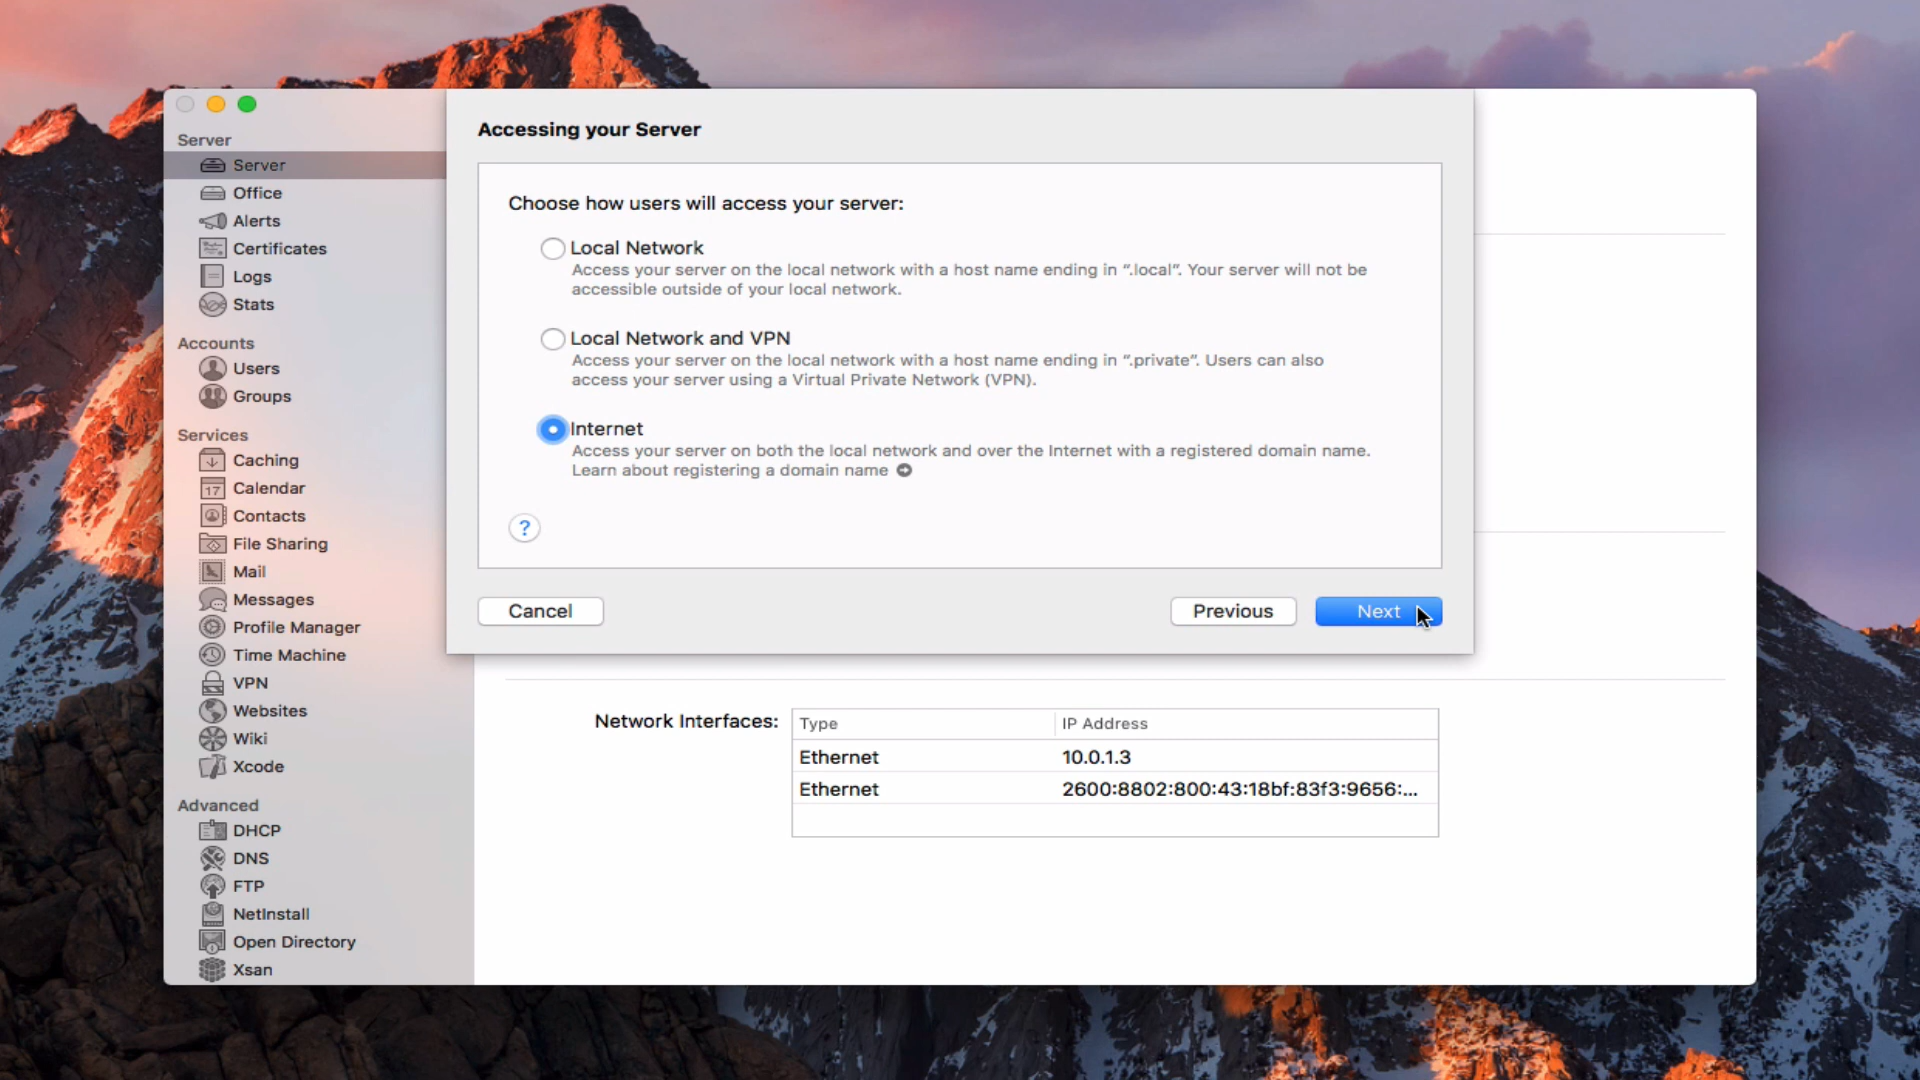 Server
Server
Office
Alerts
Certificates
Logs
Stats
Accounts
Users
Groups
Services
Caching
17
Calendar
Contacts
File Sharing
Mail
Messages
Profile Manager
Time Machine
VPN
Websites
Wiki
Xcode
Advanced
DHCP
DNS
FTP
NetInstall
Open Directory
Xsan
Accessing your Server
Choose how users will access your server:
Local Network
Access your server on the local network with a host name ending in “.local”. Your server will not be
accessible outside of your local network.
Local Network and VPN
Access your server on the local network with a host name ending in “.private”. Users can also
access your server using a Virtual Private Network (VPN).
Internet
Access your server on both the local network and over the Internet with a registered domain name.
Learn about registering a domain name
?
Cancel
Previous
Next
Network Interfaces:
Type IP Address
Ethernet 10.0.1.3
Ethernet 2600:8802:800:43:18bf:83f3:9656:...